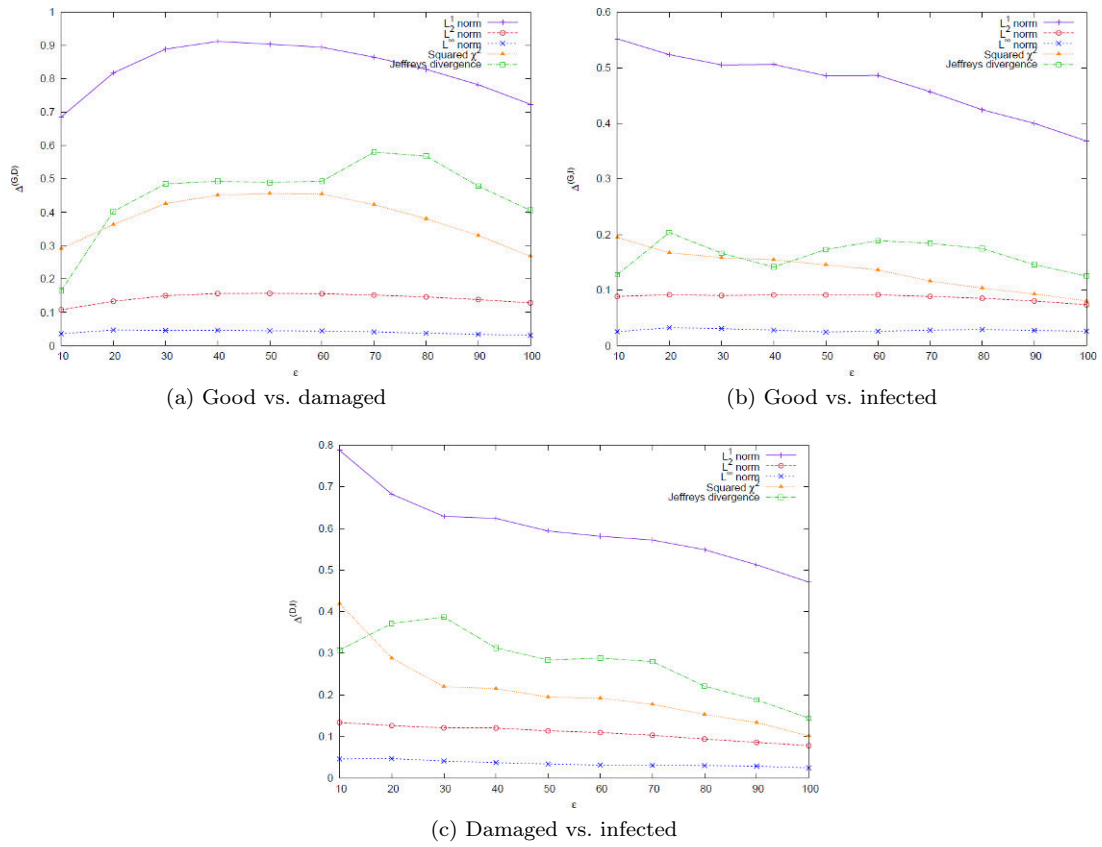 1
0.9
0.8
0.7
0.6
0.5
0.4
0.3
0.2
0.1
0
10 20 30 40 50 60 70 80 90 100
Δ(G,D)
ε
L¹ norm
L² norm
L∞ norm
Squared χ²
Jeffreys divergence
(a) Good vs. damaged
0.6
0.5
0.4
0.3
0.2
0.1
0
10 20 30 40 50 60 70 80 90 100
Δ(G,I)
ε
L¹ norm
L² norm
L∞ norm
Squared χ²
Jeffreys divergence
(b) Good vs. infected
0.8
0.7
0.6
0.5
0.4
0.3
0.2
0.1
0
10 20 30 40 50 60 70 80 90 100
Δ(D,I)
ε
L¹ norm
L² norm
L∞ norm
Squared χ²
Jeffreys divergence
(c) Damaged vs. infected